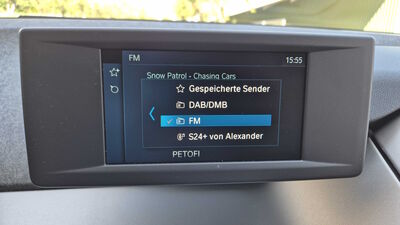 FM
15:55
Snow Patrol - Chasing Cars
Gespeicherte Sender
DAB/DMB
FM
S24+ von Alexander
PETOFI